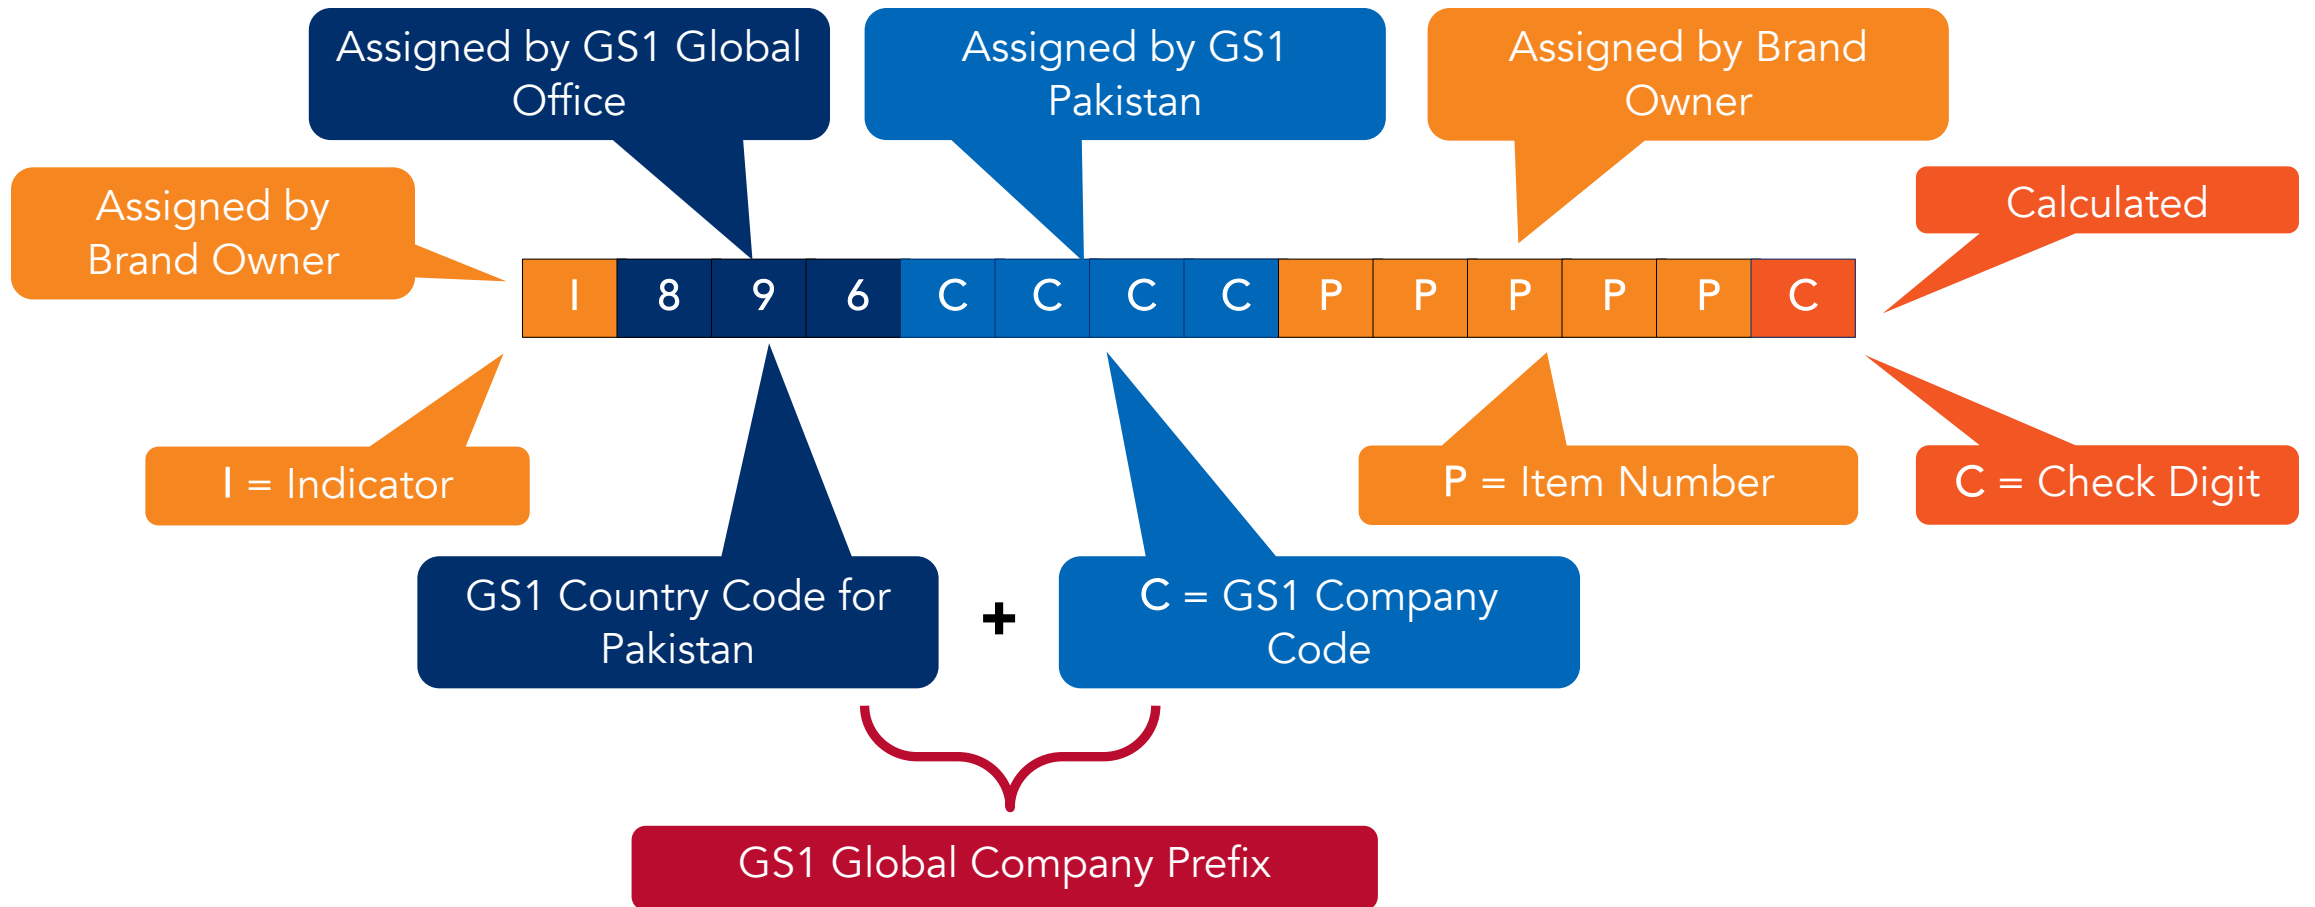 Assigned by GS1 Global
Office
Assigned by GS1
Pakistan
Assigned by Brand
Owner
Assigned by
Brand Owner
Calculated
I 8 9 6 C C C C P P P P P C
I = Indicator
P = Item Number
C = Check Digit
GS1 Country Code for
Pakistan
+
C = GS1 Company
Code
GS1 Global Company Prefix